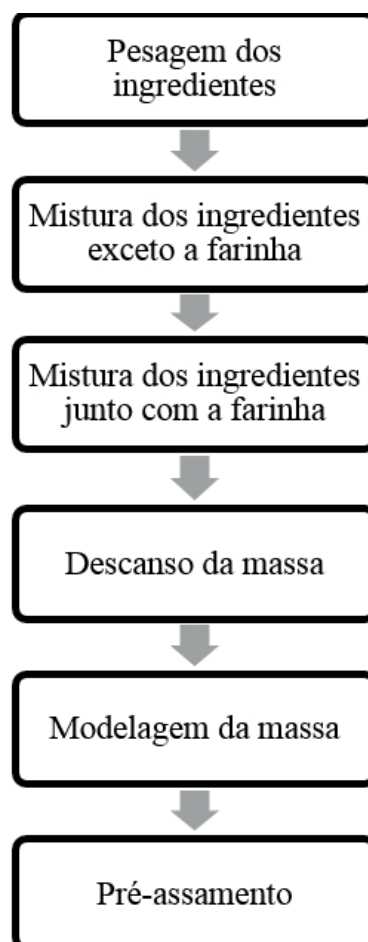 Pesagem dos
ingredientes
Mistura dos ingredientes
exceto a farinha
Mistura dos ingredientes
junto com a farinha
Descanso da massa
Modelagem da massa
Pré-assamento